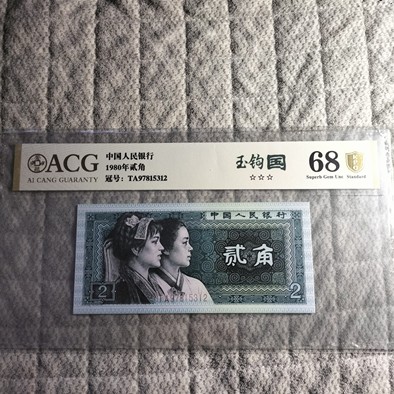 ACG
AI CANG GUARANTY
中国人民银行
1980年贰角
冠号：TA97815312
玉钩国
☆☆☆
68
Superb Gem Unc Standard
中国人民银行
贰角
2
TA97815312
2